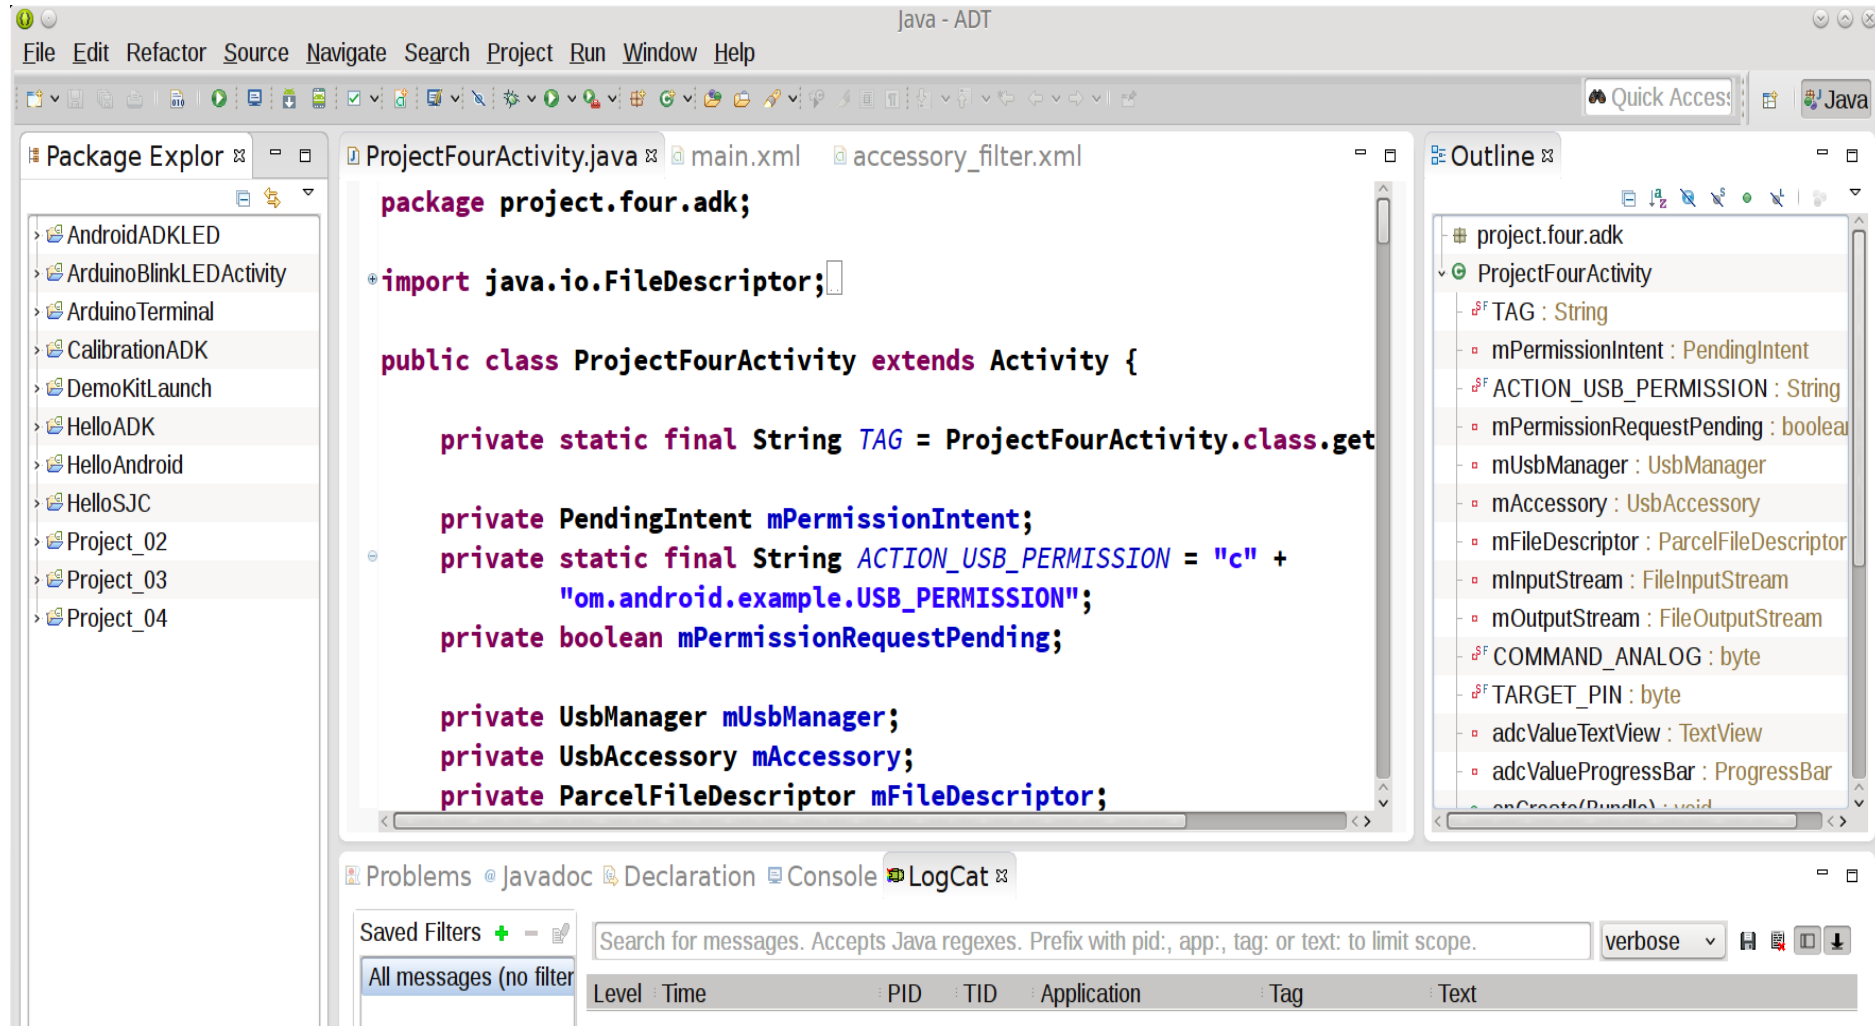 Java - ADT
File Edit Refactor Source Navigate Search Project Run Window Help
Quick Access
Java
Package Explor
AndroidADKLED
ArduinoBlinkLEDActivity
ArduinoTerminal
CalibrationADK
DemoKitLaunch
HelloADK
HelloAndroid
HelloSJC
Project_02
Project_03
Project_04
ProjectFourActivity.java main.xml accessory_filter.xml
package project.four.adk;
import java.io.FileDescriptor;
public class ProjectFourActivity extends Activity {
private static final String TAG = ProjectFourActivity.class.get
private PendingIntent mPermissionIntent;
private static final String ACTION_USB_PERMISSION = "c" +
"om.android.example.USB_PERMISSION";
private boolean mPermissionRequestPending;
private UsbManager mUsbManager;
private UsbAccessory mAccessory;
private ParcelFileDescriptor mFileDescriptor;
Outline
project.four.adk
ProjectFourActivity
TAG : String
mPermissionIntent : PendingIntent
ACTION_USB_PERMISSION : String
mPermissionRequestPending : boolean
mUsbManager : UsbManager
mAccessory : UsbAccessory
mFileDescriptor : ParcelFileDescriptor
mInputStream : FileInputStream
mOutputStream : FileOutputStream
COMMAND_ANALOG : byte
TARGET_PIN : byte
adcValueTextView : TextView
adcValueProgressBar : ProgressBar
onCreate(Bundle) : void
Problems @ Javadoc Declaration Console LogCat
Saved Filters
All messages (no filter
Search for messages. Accepts Java regexes. Prefix with pid:, app:, tag: or text: to limit scope.
verbose
Level Time PID TID Application Tag Text